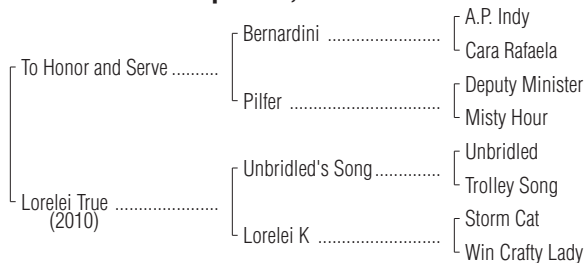 A.P. Indy
Bernardini ....................
Cara Rafaela
To Honor and Serve ..........
Deputy Minister
Pilfer ...........................
Misty Hour
Unbridled
Unbridled's Song..............
Trolley Song
Lorelei True ......................
(2010)
Storm Cat
Lorelei K ..........................
Win Crafty Lady